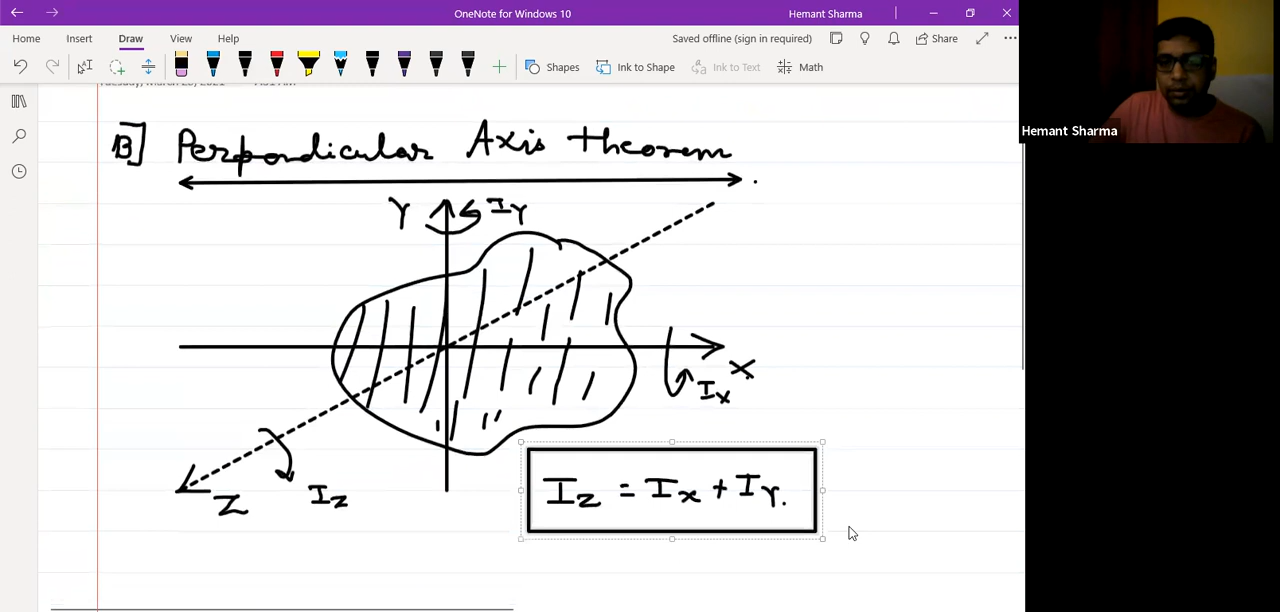 OneNote for Windows 10
Hemant Sharma
Home Insert Draw View Help
Saved offline (sign in required)
Share
Shapes
Ink to Shape
Ink to Text
Math
Hemant Sharma
B] Perpendicular Axis theorem
Y
IY
X
Ix
Z
Iz
Iz = Ix + IY.